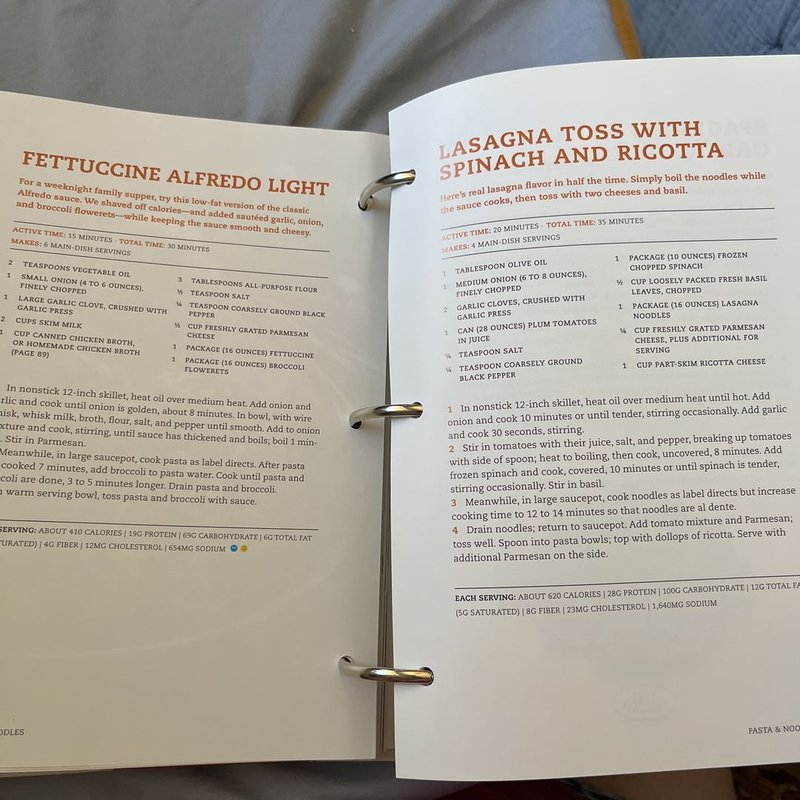 FETTUCCINE ALFREDO LIGHT
For a weeknight family supper, try this low-fat version of the classic
Alfredo sauce. We shaved off calories—and added sautéed garlic, onion,
and broccoli flowerets—while keeping the sauce smooth and cheesy.
ACTIVE TIME: 15 MINUTES · TOTAL TIME: 30 MINUTES
MAKES: 6 MAIN-DISH SERVINGS
2 TEASPOONS VEGETABLE OIL
1 SMALL ONION (4 TO 6 OUNCES),
FINELY CHOPPED
1 LARGE GARLIC CLOVE, CRUSHED WITH
GARLIC PRESS
2 CUPS SKIM MILK
1 CUP CANNED CHICKEN BROTH,
OR HOMEMADE CHICKEN BROTH
(PAGE 89)
3 TABLESPOONS ALL-PURPOSE FLOUR
½ TEASPOON SALT
¼ TEASPOON COARSELY GROUND BLACK
PEPPER
½ CUP FRESHLY GRATED PARMESAN
CHEESE
1 PACKAGE (16 OUNCES) FETTUCCINE
1 PACKAGE (16 OUNCES) BROCCOLI
FLOWERETS
In nonstick 12-inch skillet, heat oil over medium heat. Add onion and
rlic and cook until onion is golden, about 8 minutes. In bowl, with wire
hisk, whisk milk, broth, flour, salt, and pepper until smooth. Add to onion
xture and cook, stirring, until sauce has thickened and boils; boil 1 min-
. Stir in Parmesan.
Meanwhile, in large saucepot, cook pasta as label directs. After pasta
cooked 7 minutes, add broccoli to pasta water. Cook until pasta and
coli are done, 3 to 5 minutes longer. Drain pasta and broccoli.
n warm serving bowl, toss pasta and broccoli with sauce.
SERVING: ABOUT 410 CALORIES | 19G PROTEIN | 69G CARBOHYDRATE | 6G TOTAL FAT
TURATED) | 4G FIBER | 12MG CHOLESTEROL | 654MG SODIUM
ODLES
LASAGNA TOSS WITH
SPINACH AND RICOTTA
Here's real lasagna flavor in half the time. Simply boil the noodles while
the sauce cooks, then toss with two cheeses and basil.
ACTIVE TIME: 20 MINUTES · TOTAL TIME: 35 MINUTES
MAKES: 4 MAIN-DISH SERVINGS
1 TABLESPOON OLIVE OIL
1 MEDIUM ONION (6 TO 8 OUNCES),
FINELY CHOPPED
2 GARLIC CLOVES, CRUSHED WITH
GARLIC PRESS
1 CAN (28 OUNCES) PLUM TOMATOES
IN JUICE
¾ TEASPOON SALT
¼ TEASPOON COARSELY GROUND
BLACK PEPPER
1 PACKAGE (10 OUNCES) FROZEN
CHOPPED SPINACH
½ CUP LOOSELY PACKED FRESH BASIL
LEAVES, CHOPPED
1 PACKAGE (16 OUNCES) LASAGNA
NOODLES
¼ CUP FRESHLY GRATED PARMESAN
CHEESE, PLUS ADDITIONAL FOR
SERVING
1 CUP PART-SKIM RICOTTA CHEESE
1 In nonstick 12-inch skillet, heat oil over medium heat until hot. Add
onion and cook 10 minutes or until tender, stirring occasionally. Add garlic
and cook 30 seconds, stirring.
2 Stir in tomatoes with their juice, salt, and pepper, breaking up tomatoes
with side of spoon; heat to boiling, then cook, uncovered, 8 minutes. Add
frozen spinach and cook, covered, 10 minutes or until spinach is tender,
stirring occasionally. Stir in basil.
3 Meanwhile, in large saucepot, cook noodles as label directs but increase
cooking time to 12 to 14 minutes so that noodles are al dente.
4 Drain noodles; return to saucepot. Add tomato mixture and Parmesan;
toss well. Spoon into pasta bowls; top with dollops of ricotta. Serve with
additional Parmesan on the side.
EACH SERVING: ABOUT 620 CALORIES | 28G PROTEIN | 100G CARBOHYDRATE | 12G TOTAL FA
(5G SATURATED) | 8G FIBER | 23MG CHOLESTEROL | 1,640MG SODIUM
PASTA & NOO